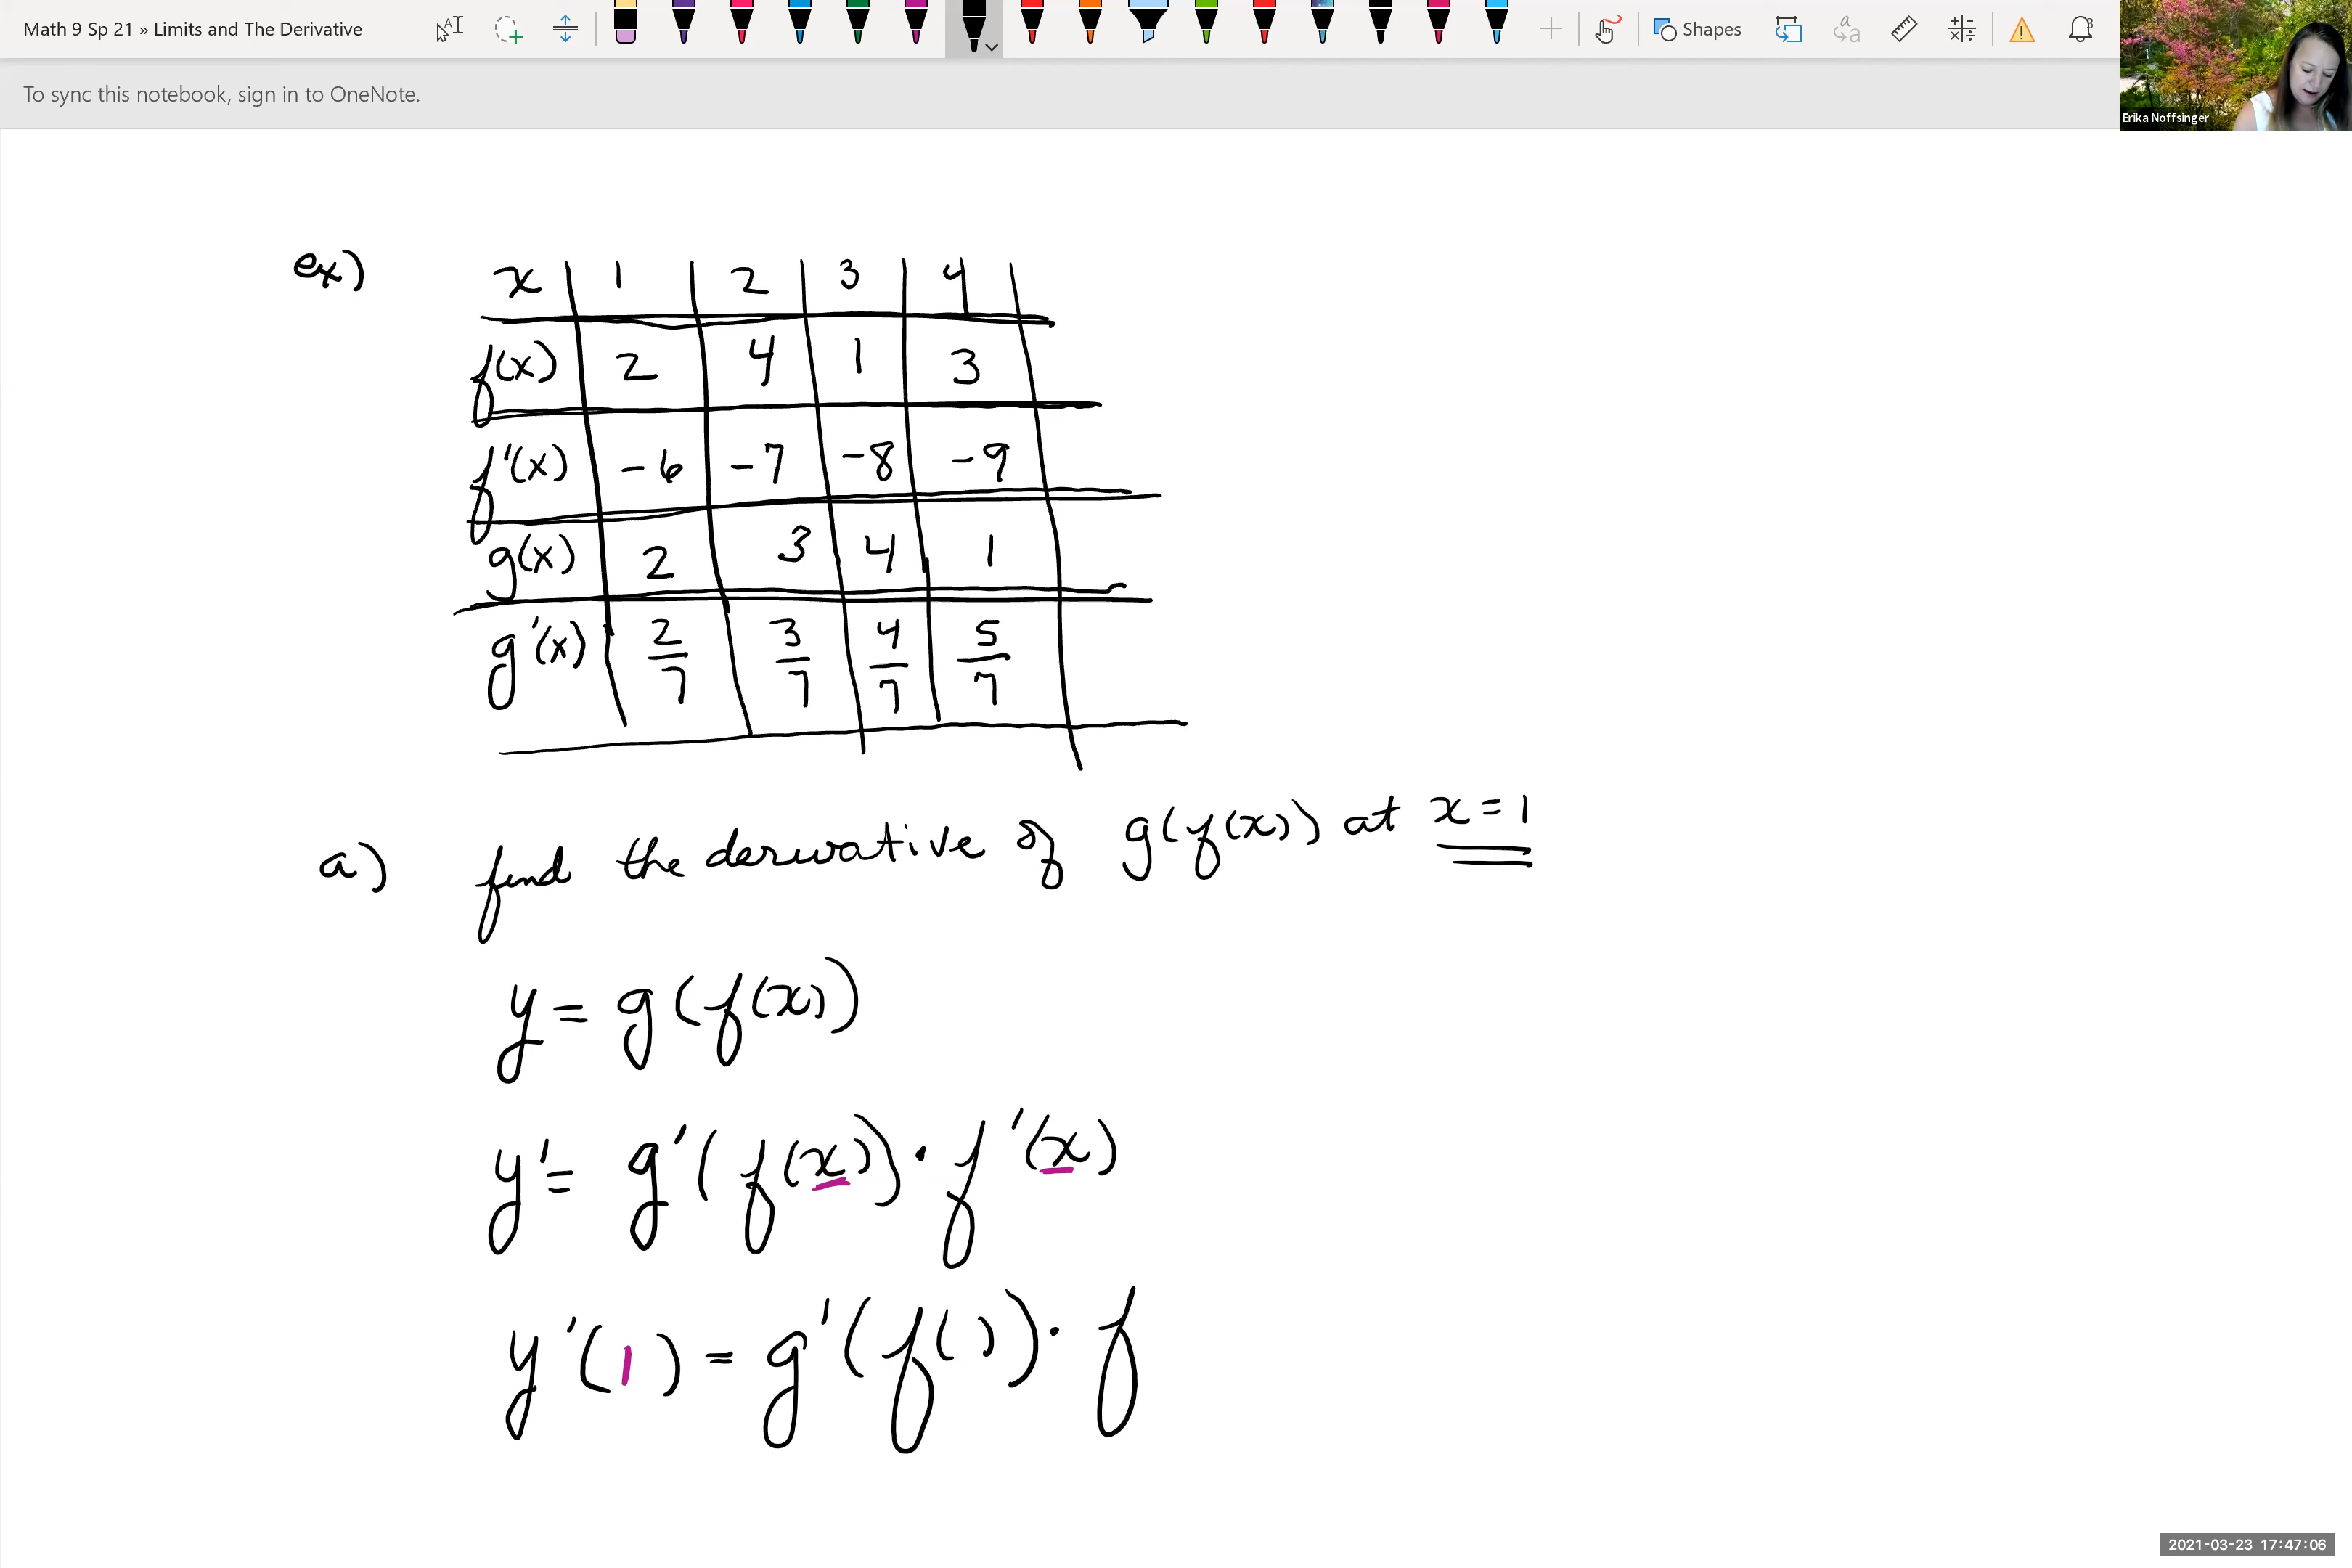 Math 9 Sp 21 » Limits and The Derivative
Shapes
To sync this notebook, sign in to OneNote.
Erika Noffsinger
ex)
x | 1 | 2 | 3 | 4
f(x) | 2 | 4 | 1 | 3
f'(x) | -6 | -7 | -8 | -9
g(x) | 2 | 3 | 4 | 1
g'(x) | 2/7 | 3/7 | 4/7 | 5/7
a) find the derivative of g(f(x)) at x = 1
y = g(f(x))
y' = g'(f(x)) · f'(x)
y'(1) = g'(f( )) · f
2021-03-23 17:47:06